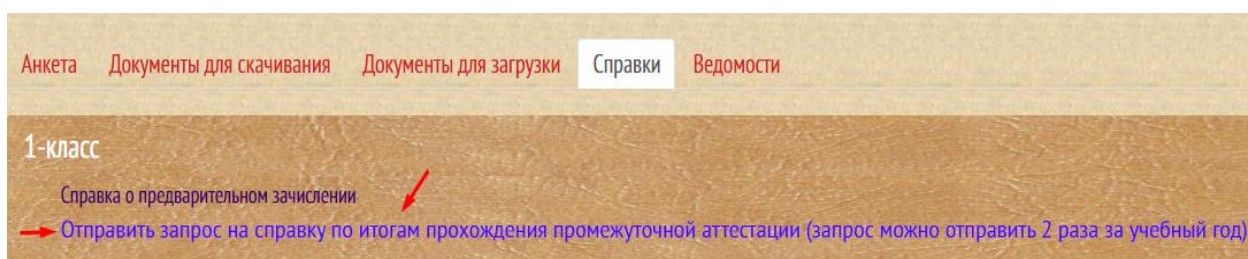 Анкета Документы для скачивания Документы для загрузки Справки Ведомости
1-класс
Справка о предварительном зачислении
Отправить запрос на справку по итогам прохождения промежуточной аттестации (запрос можно отправить 2 раза за учебный год)